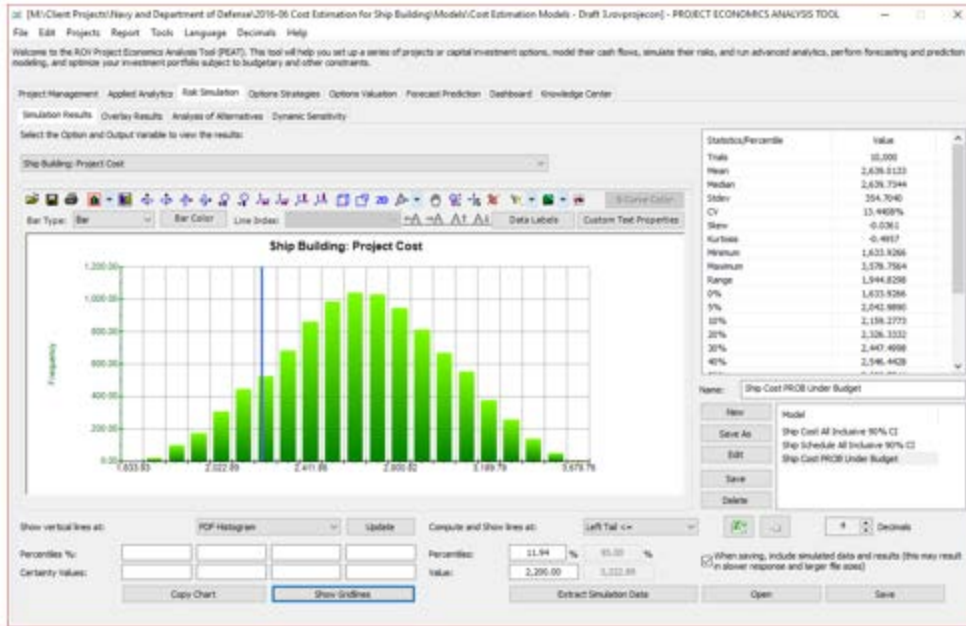 [M:\Client Projects\Navy and Department of Defense\2016-06 Cost Estimation for Ship Building\Models\Cost Estimation Models - Draft 3.rovprojecon] - PROJECT ECONOMICS ANALYSIS TOOL
File Edit Projects Report Tools Language Decimals Help
Welcome to the ROV Project Economics Analysis Tool (PEAT). This tool will help you set up a series of projects or capital investment options, model their cash flows, simulate their risks, and run advanced analytics, perform forecasting and prediction
modeling, and optimize your investment portfolio subject to budgetary and other constraints.
Project Management Applied Analytics Risk Simulation Options Strategies Options Valuation Forecast Prediction Dashboard Knowledge Center
Simulation Results Overlay Results Analysis of Alternatives Dynamic Sensitivity
Select the Option and Output Variable to view the results:
Ship Building: Project Cost
S-Curve Color
Bar Type: Bar Bar Color Line Index: Data Labels Custom Text Properties
Ship Building: Project Cost
Frequency
1,200.00
1,000.00
800.00
600.00
400.00
200.00
0.00
1,633.93 2,022.89 2,411.86 2,800.82 3,189.79 3,578.76
Statistics/Percentile Value
Trials 10,000
Mean 2,639.0133
Median 2,639.7344
Stdev 354.7040
CV 13.4408%
Skew -0.0361
Kurtosis -0.4957
Minimum 1,633.9266
Maximum 3,578.7564
Range 1,944.8298
0% 1,633.9266
5% 2,042.9890
10% 2,159.2773
20% 2,326.3332
30% 2,447.4998
40% 2,546.4428
Name: Ship Cost PROB Under Budget
New
Save As
Edit
Save
Delete
Model
Ship Cost All Inclusive 90% CI
Ship Schedule All Inclusive 90% CI
Ship Cost PROB Under Budget
Show vertical lines at: PDF Histogram Update Compute and Show lines at: Left Tail <= Decimals
Percentiles %: Percentiles: 11.94 % 95.00 %
Certainty Values: Value: 2,200.00
When saving, include simulated data and results (this may result
in slower response and larger file sizes)
Copy Chart Show Gridlines Extract Simulation Data Open Save